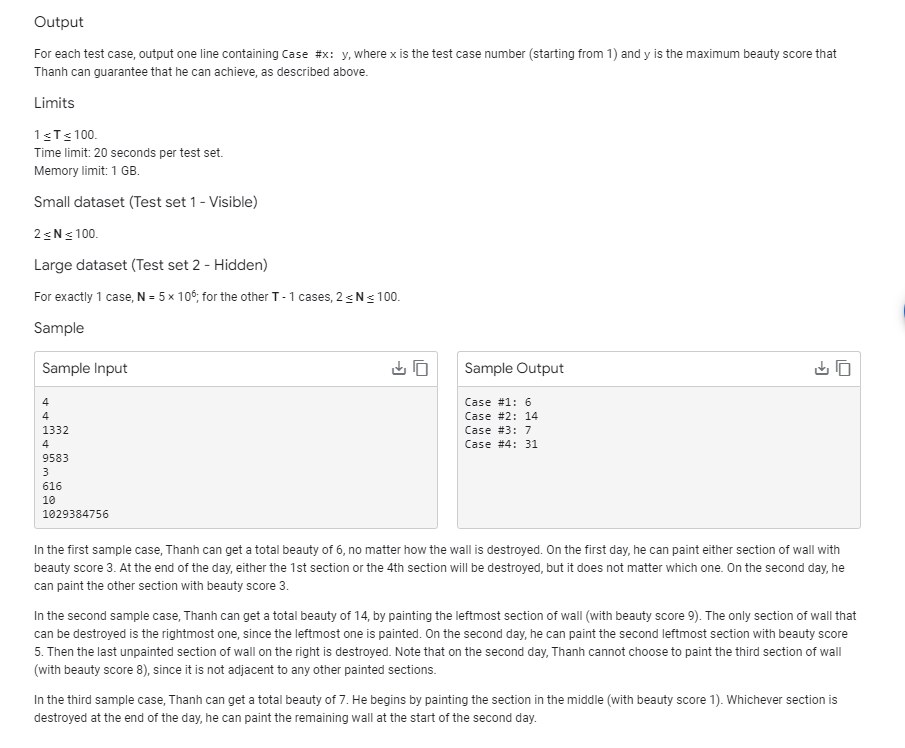 Output
For each test case, output one line containing Case #x: y, where x is the test case number (starting from 1) and y is the maximum beauty score that
Thanh can guarantee that he can achieve, as described above.
Limits
1 ≤ T ≤ 100.
Time limit: 20 seconds per test set.
Memory limit: 1 GB.
Small dataset (Test set 1 - Visible)
2 ≤ N ≤ 100.
Large dataset (Test set 2 - Hidden)
For exactly 1 case, N = 5 × 10⁶; for the other T - 1 cases, 2 ≤ N ≤ 100.
Sample
Sample Input
4
4
1332
4
9583
3
616
10
1029384756
Sample Output
Case #1: 6
Case #2: 14
Case #3: 7
Case #4: 31
In the first sample case, Thanh can get a total beauty of 6, no matter how the wall is destroyed. On the first day, he can paint either section of wall with
beauty score 3. At the end of the day, either the 1st section or the 4th section will be destroyed, but it does not matter which one. On the second day, he
can paint the other section with beauty score 3.
In the second sample case, Thanh can get a total beauty of 14, by painting the leftmost section of wall (with beauty score 9). The only section of wall that
can be destroyed is the rightmost one, since the leftmost one is painted. On the second day, he can paint the second leftmost section with beauty score
5. Then the last unpainted section of wall on the right is destroyed. Note that on the second day, Thanh cannot choose to paint the third section of wall
(with beauty score 8), since it is not adjacent to any other painted sections.
In the third sample case, Thanh can get a total beauty of 7. He begins by painting the section in the middle (with beauty score 1). Whichever section is
destroyed at the end of the day, he can paint the remaining wall at the start of the second day.